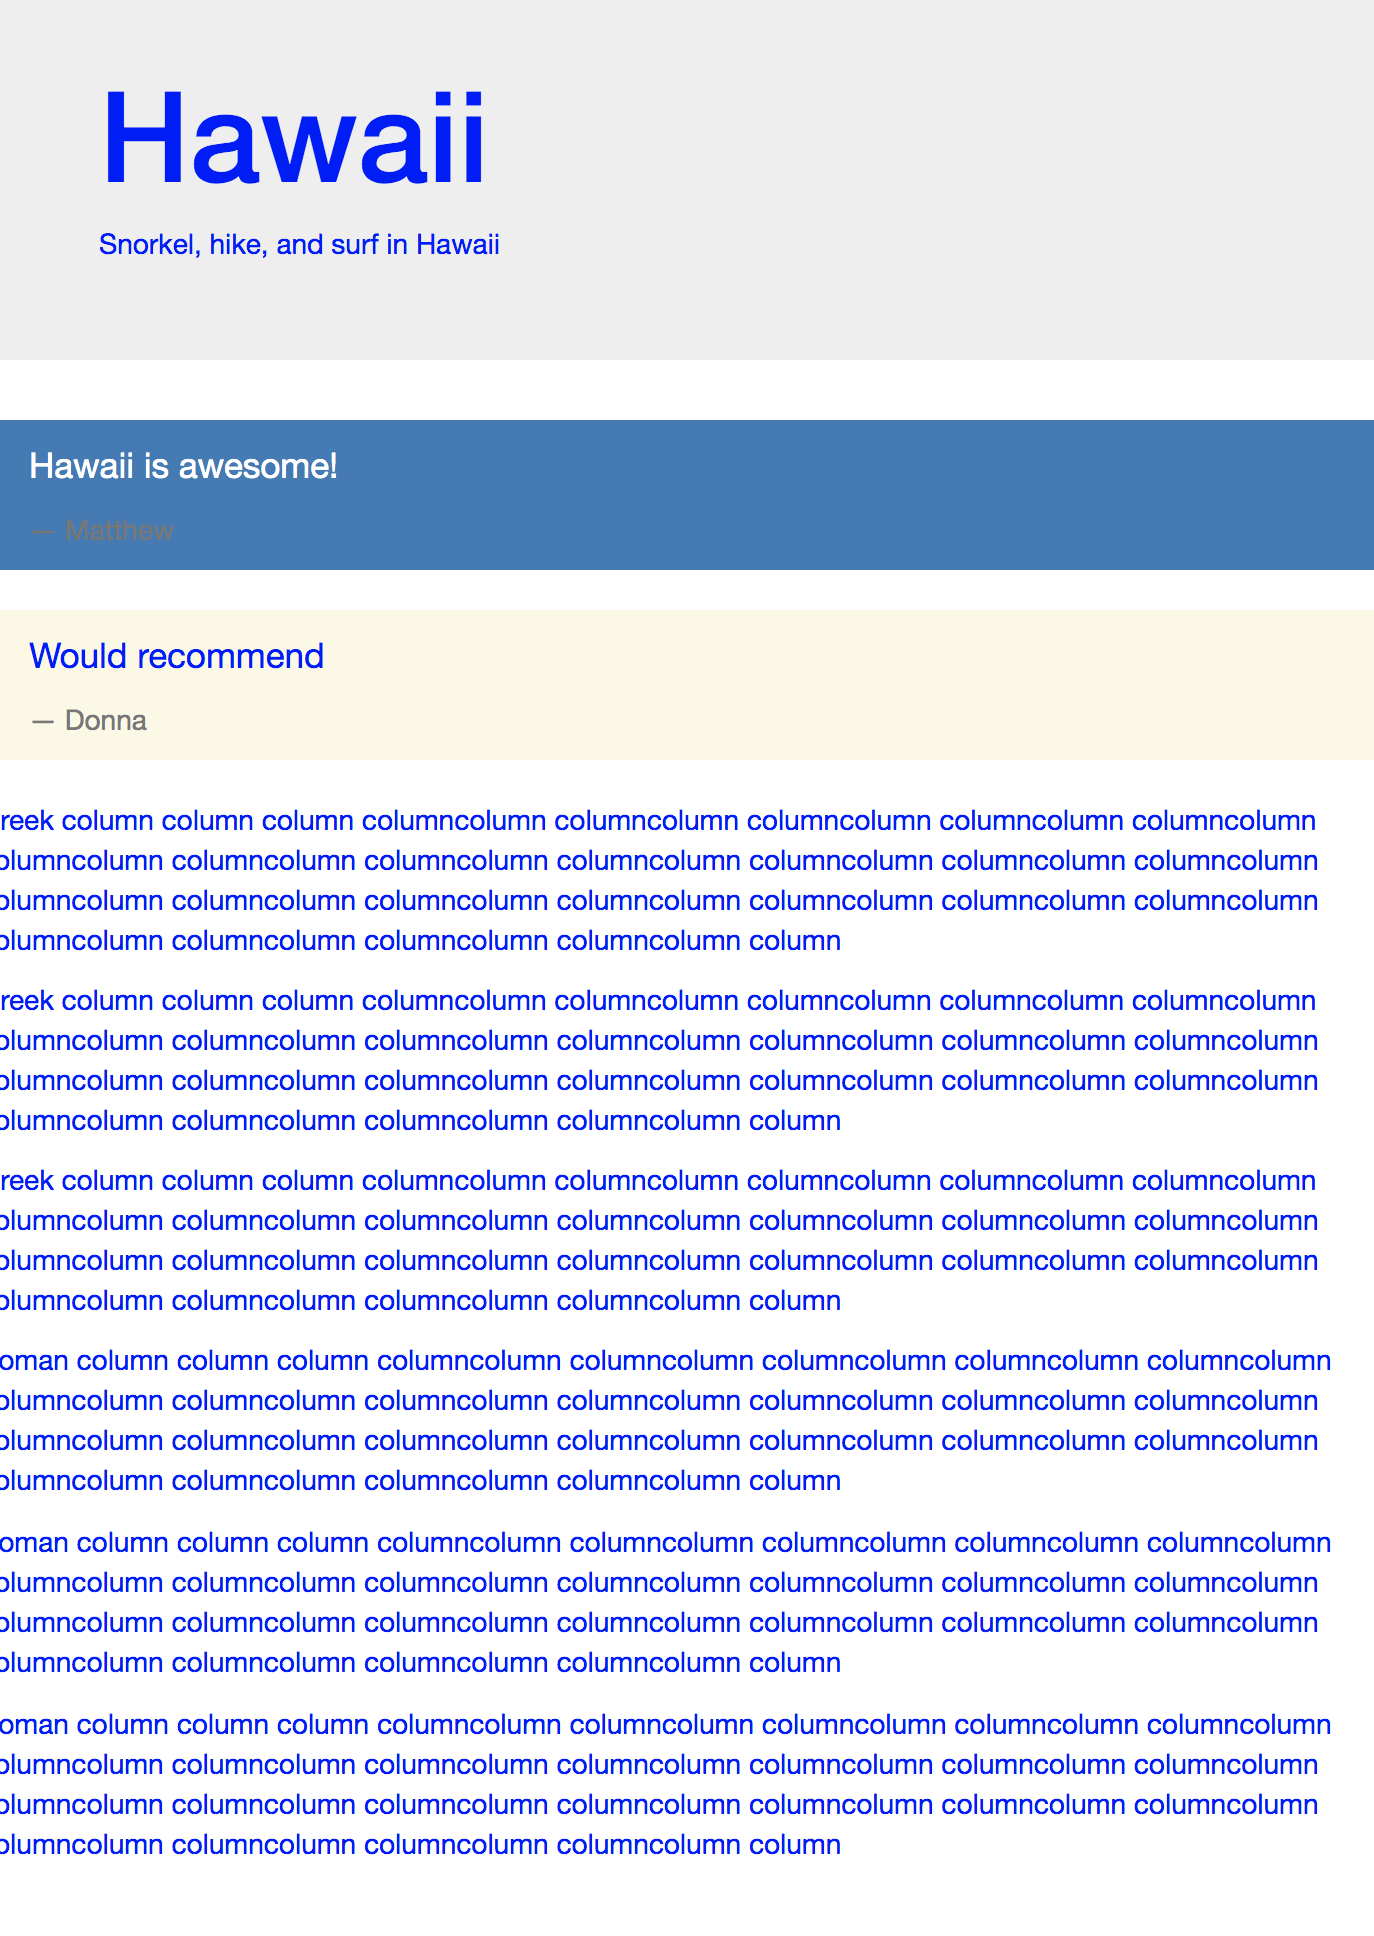 Hawaii
Snorkel, hike, and surf in Hawaii
Hawaii is awesome!
— Matthew
Would recommend
— Donna
reek column column column columncolumn columncolumn columncolumn columncolumn columncolumn
olumncolumn columncolumn columncolumn columncolumn columncolumn columncolumn columncolumn
olumncolumn columncolumn columncolumn columncolumn columncolumn columncolumn columncolumn
olumncolumn columncolumn columncolumn columncolumn column
reek column column column columncolumn columncolumn columncolumn columncolumn columncolumn
olumncolumn columncolumn columncolumn columncolumn columncolumn columncolumn columncolumn
olumncolumn columncolumn columncolumn columncolumn columncolumn columncolumn columncolumn
olumncolumn columncolumn columncolumn columncolumn column
reek column column column columncolumn columncolumn columncolumn columncolumn columncolumn
olumncolumn columncolumn columncolumn columncolumn columncolumn columncolumn columncolumn
olumncolumn columncolumn columncolumn columncolumn columncolumn columncolumn columncolumn
olumncolumn columncolumn columncolumn columncolumn column
oman column column column columncolumn columncolumn columncolumn columncolumn columncolumn
olumncolumn columncolumn columncolumn columncolumn columncolumn columncolumn columncolumn
olumncolumn columncolumn columncolumn columncolumn columncolumn columncolumn columncolumn
olumncolumn columncolumn columncolumn columncolumn column
oman column column column columncolumn columncolumn columncolumn columncolumn columncolumn
olumncolumn columncolumn columncolumn columncolumn columncolumn columncolumn columncolumn
olumncolumn columncolumn columncolumn columncolumn columncolumn columncolumn columncolumn
olumncolumn columncolumn columncolumn columncolumn column
oman column column column columncolumn columncolumn columncolumn columncolumn columncolumn
olumncolumn columncolumn columncolumn columncolumn columncolumn columncolumn columncolumn
olumncolumn columncolumn columncolumn columncolumn columncolumn columncolumn columncolumn
olumncolumn columncolumn columncolumn columncolumn column